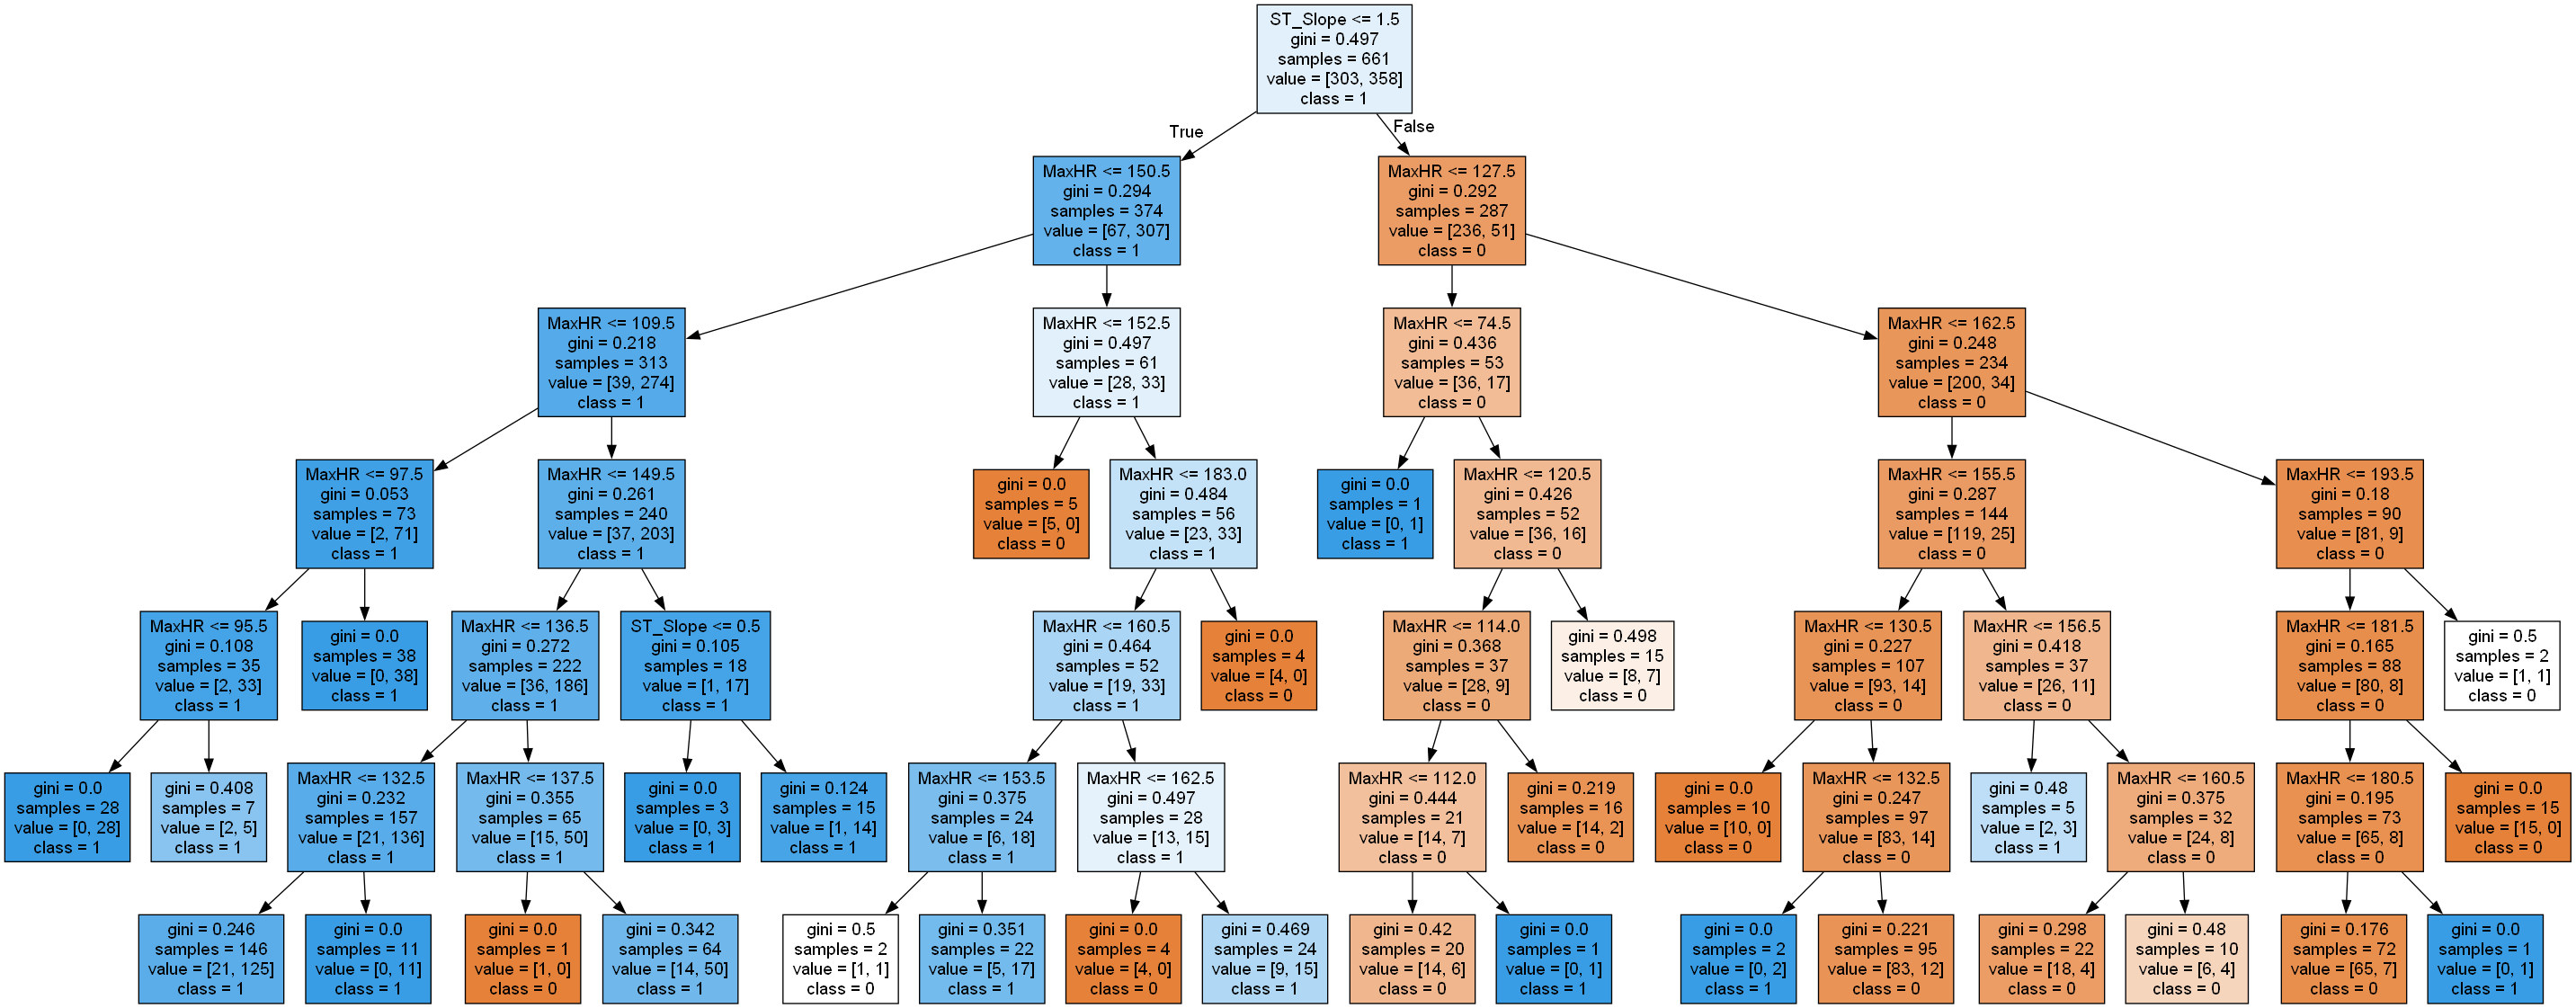 ST_Slope <= 1.5
gini = 0.497
samples = 661
value = [303, 358]
class = 1
True
False
MaxHR <= 150.5
gini = 0.294
samples = 374
value = [67, 307]
class = 1
MaxHR <= 127.5
gini = 0.292
samples = 287
value = [236, 51]
class = 0
MaxHR <= 109.5
gini = 0.218
samples = 313
value = [39, 274]
class = 1
MaxHR <= 152.5
gini = 0.497
samples = 61
value = [28, 33]
class = 1
MaxHR <= 74.5
gini = 0.436
samples = 53
value = [36, 17]
class = 0
MaxHR <= 162.5
gini = 0.248
samples = 234
value = [200, 34]
class = 0
MaxHR <= 97.5
gini = 0.053
samples = 73
value = [2, 71]
class = 1
MaxHR <= 149.5
gini = 0.261
samples = 240
value = [37, 203]
class = 1
gini = 0.0
samples = 5
value = [5, 0]
class = 0
MaxHR <= 183.0
gini = 0.484
samples = 56
value = [23, 33]
class = 1
gini = 0.0
samples = 1
value = [0, 1]
class = 1
MaxHR <= 120.5
gini = 0.426
samples = 52
value = [36, 16]
class = 0
MaxHR <= 155.5
gini = 0.287
samples = 144
value = [119, 25]
class = 0
MaxHR <= 193.5
gini = 0.18
samples = 90
value = [81, 9]
class = 0
MaxHR <= 95.5
gini = 0.108
samples = 35
value = [2, 33]
class = 1
gini = 0.0
samples = 38
value = [0, 38]
class = 1
MaxHR <= 136.5
gini = 0.272
samples = 222
value = [36, 186]
class = 1
ST_Slope <= 0.5
gini = 0.105
samples = 18
value = [1, 17]
class = 1
MaxHR <= 160.5
gini = 0.464
samples = 52
value = [19, 33]
class = 1
gini = 0.0
samples = 4
value = [4, 0]
class = 0
MaxHR <= 114.0
gini = 0.368
samples = 37
value = [28, 9]
class = 0
gini = 0.498
samples = 15
value = [8, 7]
class = 0
MaxHR <= 130.5
gini = 0.227
samples = 107
value = [93, 14]
class = 0
MaxHR <= 156.5
gini = 0.418
samples = 37
value = [26, 11]
class = 0
MaxHR <= 181.5
gini = 0.165
samples = 88
value = [80, 8]
class = 0
gini = 0.5
samples = 2
value = [1, 1]
class = 0
gini = 0.0
samples = 28
value = [0, 28]
class = 1
gini = 0.408
samples = 7
value = [2, 5]
class = 1
MaxHR <= 132.5
gini = 0.232
samples = 157
value = [21, 136]
class = 1
MaxHR <= 137.5
gini = 0.355
samples = 65
value = [15, 50]
class = 1
gini = 0.0
samples = 3
value = [0, 3]
class = 1
gini = 0.124
samples = 15
value = [1, 14]
class = 1
MaxHR <= 153.5
gini = 0.375
samples = 24
value = [6, 18]
class = 1
MaxHR <= 162.5
gini = 0.497
samples = 28
value = [13, 15]
class = 1
MaxHR <= 112.0
gini = 0.444
samples = 21
value = [14, 7]
class = 0
gini = 0.219
samples = 16
value = [14, 2]
class = 0
gini = 0.0
samples = 10
value = [10, 0]
class = 0
MaxHR <= 132.5
gini = 0.247
samples = 97
value = [83, 14]
class = 0
gini = 0.48
samples = 5
value = [2, 3]
class = 1
MaxHR <= 160.5
gini = 0.375
samples = 32
value = [24, 8]
class = 0
MaxHR <= 180.5
gini = 0.195
samples = 73
value = [65, 8]
class = 0
gini = 0.0
samples = 15
value = [15, 0]
class = 0
gini = 0.246
samples = 146
value = [21, 125]
class = 1
gini = 0.0
samples = 11
value = [0, 11]
class = 1
gini = 0.0
samples = 1
value = [1, 0]
class = 0
gini = 0.342
samples = 64
value = [14, 50]
class = 1
gini = 0.5
samples = 2
value = [1, 1]
class = 0
gini = 0.351
samples = 22
value = [5, 17]
class = 1
gini = 0.0
samples = 4
value = [4, 0]
class = 0
gini = 0.469
samples = 24
value = [9, 15]
class = 1
gini = 0.42
samples = 20
value = [14, 6]
class = 0
gini = 0.0
samples = 1
value = [0, 1]
class = 1
gini = 0.0
samples = 2
value = [0, 2]
class = 1
gini = 0.221
samples = 95
value = [83, 12]
class = 0
gini = 0.298
samples = 22
value = [18, 4]
class = 0
gini = 0.48
samples = 10
value = [6, 4]
class = 0
gini = 0.176
samples = 72
value = [65, 7]
class = 0
gini = 0.0
samples = 1
value = [0, 1]
class = 1